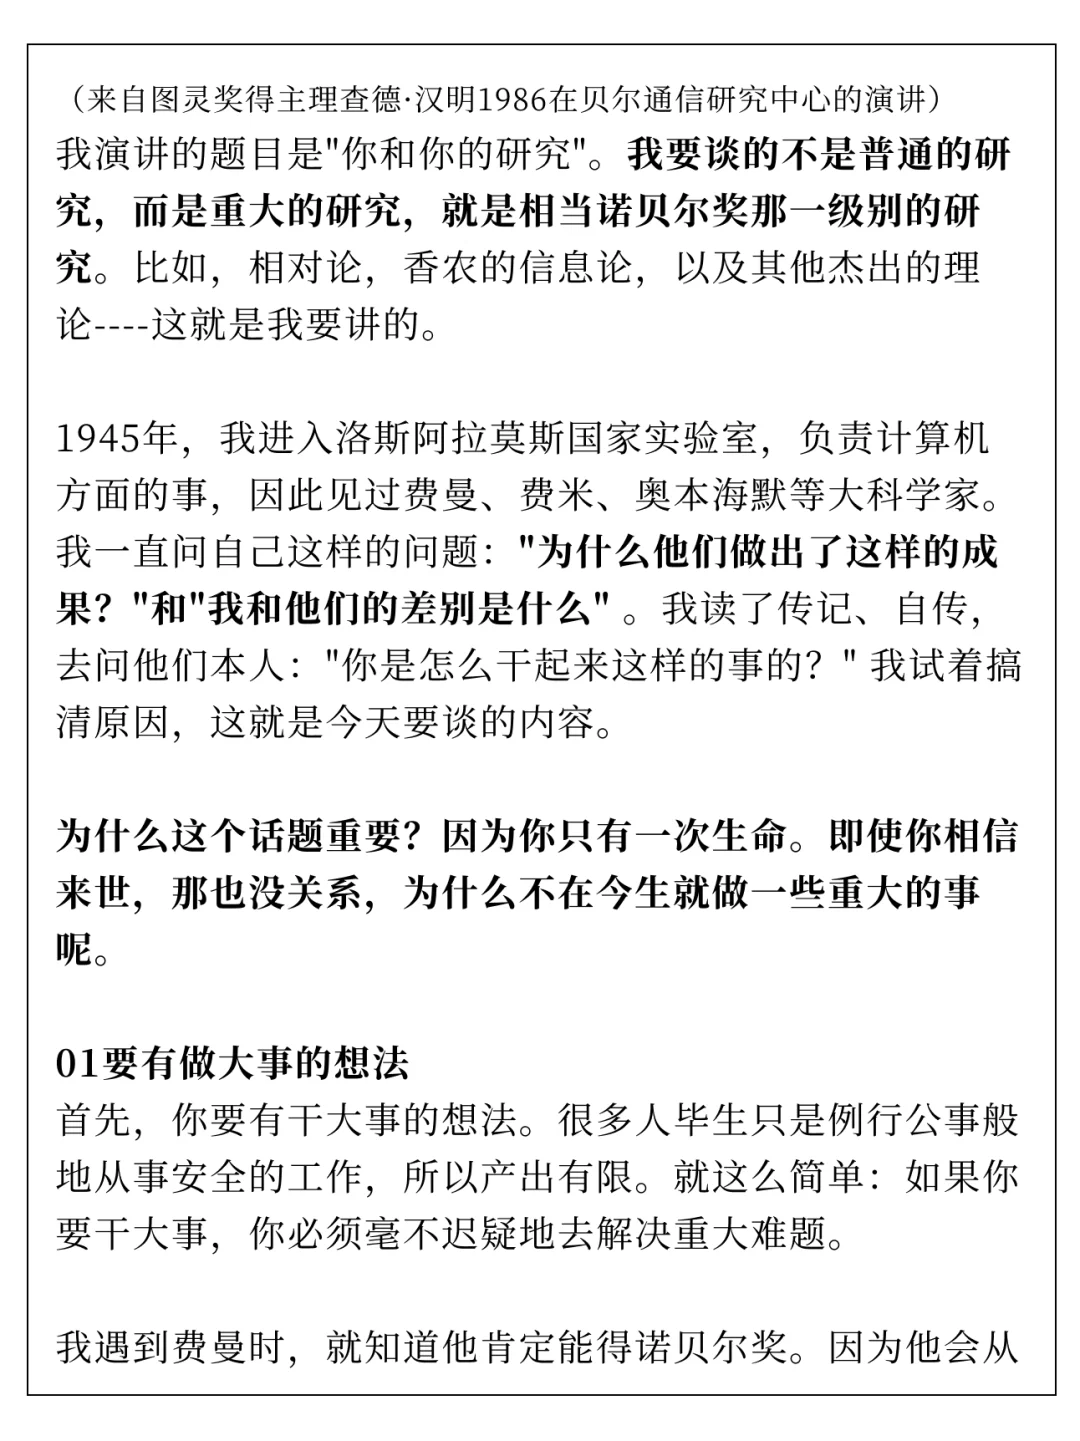 （来自图灵奖得主理查德·汉明1986在贝尔通信研究中心的演讲）
我演讲的题目是"你和你的研究"。我要谈的不是普通的研
究，而是重大的研究，就是相当诺贝尔奖那一级别的研
究。比如，相对论，香农的信息论，以及其他杰出的理
论----这就是我要讲的。
1945年，我进入洛斯阿拉莫斯国家实验室，负责计算机
方面的事，因此见过费曼、费米、奥本海默等大科学家。
我一直问自己这样的问题："为什么他们做出了这样的成
果？"和"我和他们的差别是什么" 。我读了传记、自传，
去问他们本人："你是怎么干起来这样的事的？" 我试着搞
清原因，这就是今天要谈的内容。
为什么这个话题重要？因为你只有一次生命。即使你相信
来世，那也没关系，为什么不在今生就做一些重大的事
呢。
01要有做大事的想法
首先，你要有干大事的想法。很多人毕生只是例行公事般
地从事安全的工作，所以产出有限。就这么简单：如果你
要干大事，你必须毫不迟疑地去解决重大难题。
我遇到费曼时，就知道他肯定能得诺贝尔奖。因为他会从